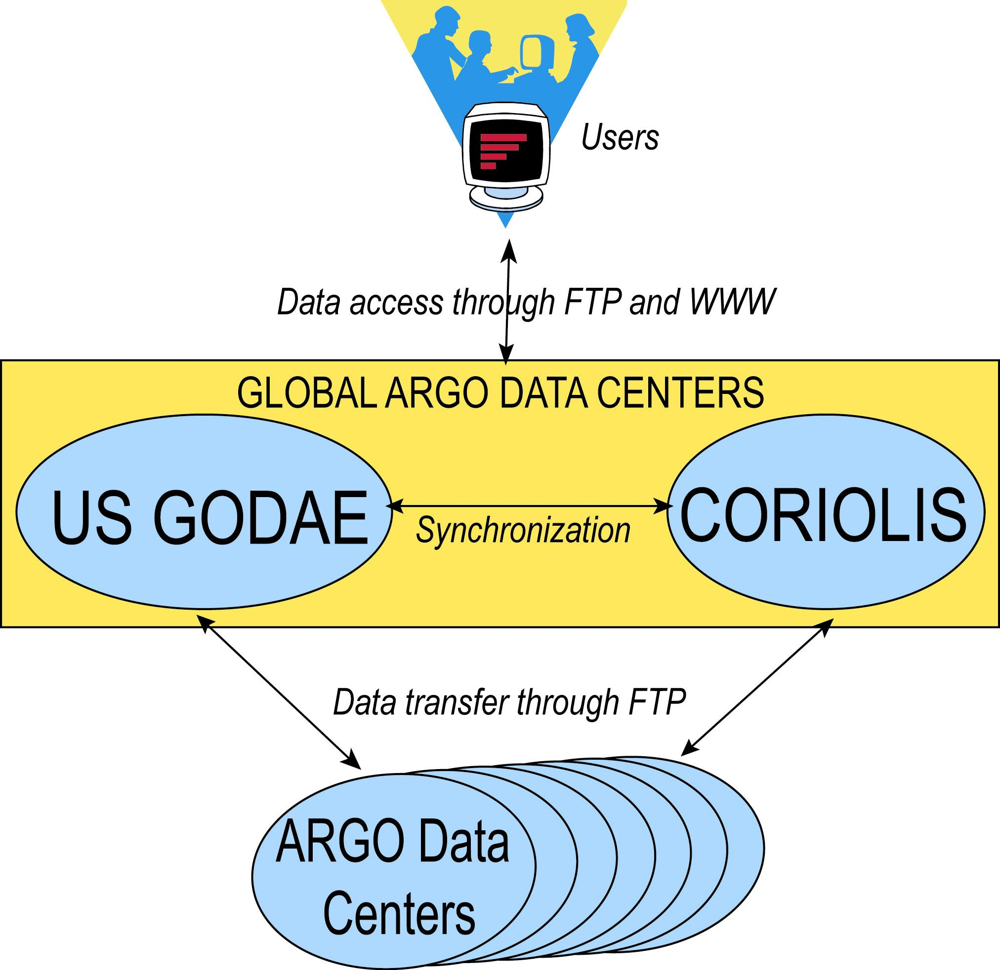 Users
Data access through FTP and WWW
GLOBAL ARGO DATA CENTERS
US GODAE
CORIOLIS
Synchronization
Data transfer through FTP
ARGO Data
Centers